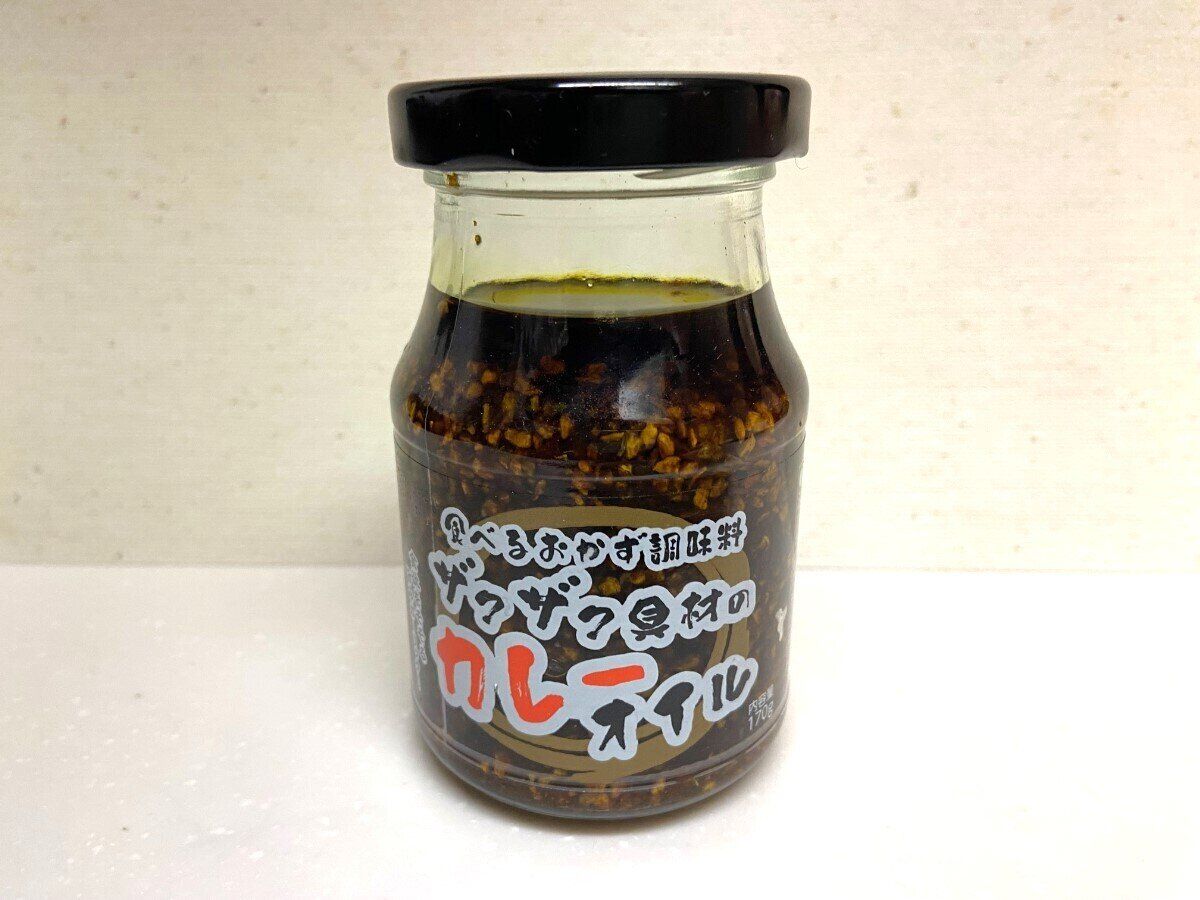 食べるおかず調味料
ザクザク具材の
カレー
オイル
内容量
170g